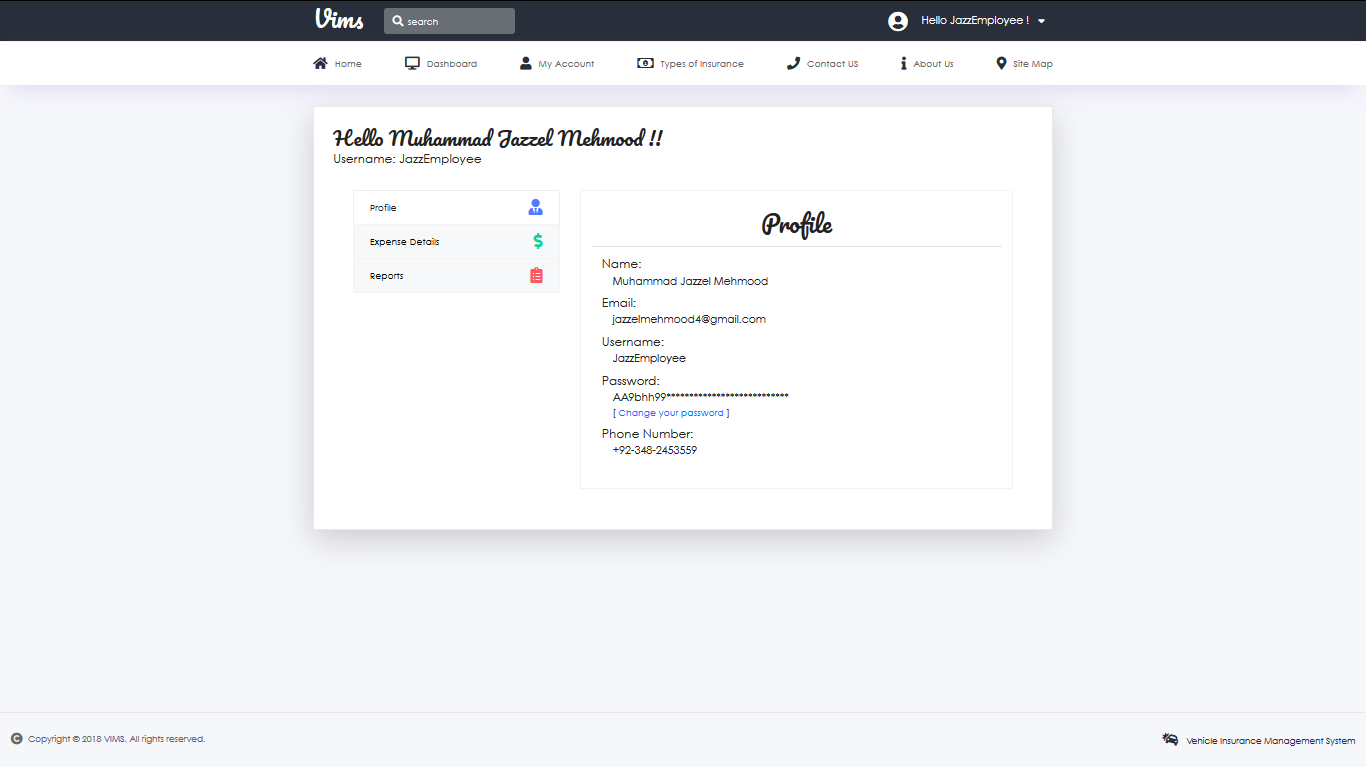 Vims
search
Hello JazzEmployee !
Home
Dashboard
My Account
Types of Insurance
Contact US
About Us
Site Map
Hello Muhammad Jazzel Mehmood !!
Username: JazzEmployee
Profile
Expense Details
Reports
Profile
Name:
Muhammad Jazzel Mehmood
Email:
jazzelmehmood4@gmail.com
Username:
JazzEmployee
Password:
AA9bhh99***************************
[ Change your password ]
Phone Number:
+92-348-2453559
Copyright © 2018 VIMS. All rights reserved.
Vehicle Insurance Management System